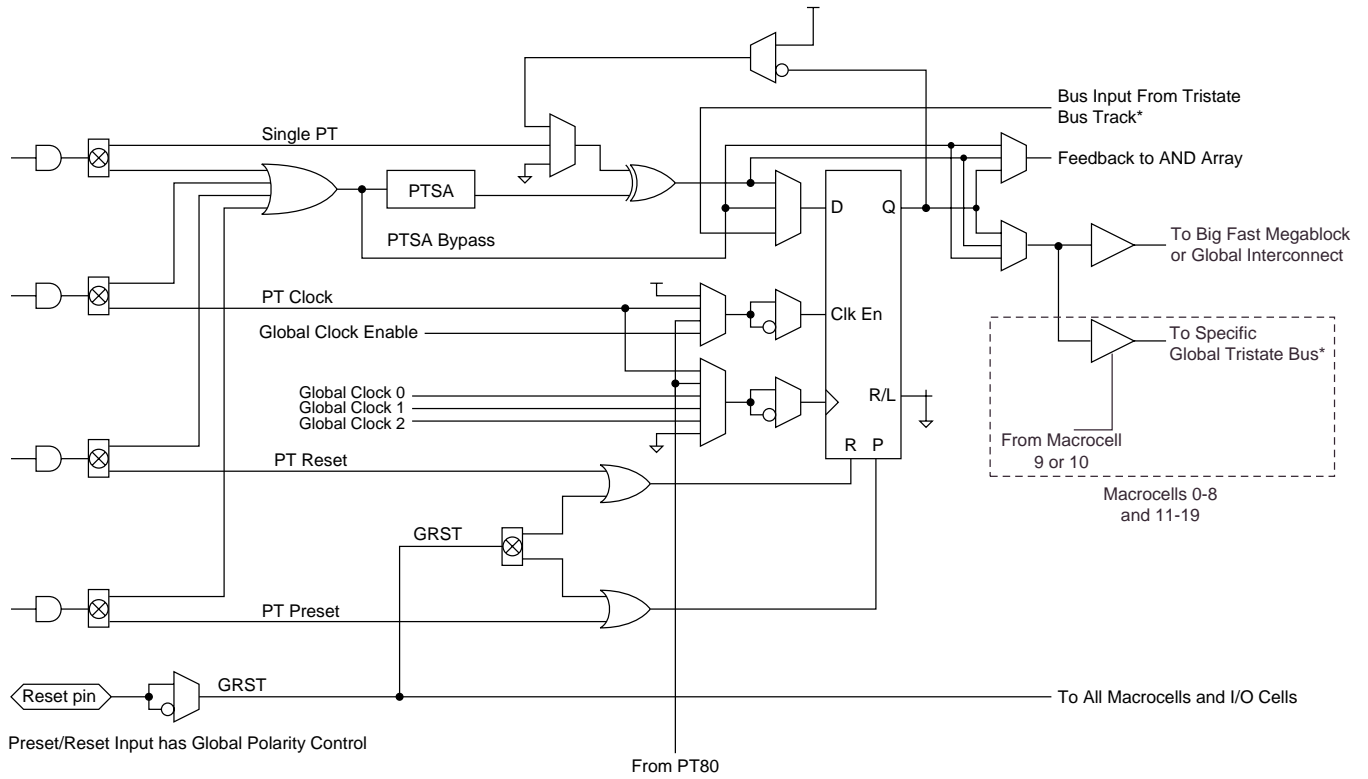 Bus Input From Tristate
Bus Track*
Single PT
Feedback to AND Array
PTSA
D
Q
PTSA Bypass
To Big Fast Megablock
or Global Interconnect
PT Clock
Clk En
Global Clock Enable
To Specific
Global Tristate Bus*
Global Clock 0
Global Clock 1
Global Clock 2
R/L
R
P
From Macrocell
9 or 10
PT Reset
Macrocells 0-8
and 11-19
GRST
PT Preset
Reset pin
GRST
To All Macrocells and I/O Cells
Preset/Reset Input has Global Polarity Control
From PT80